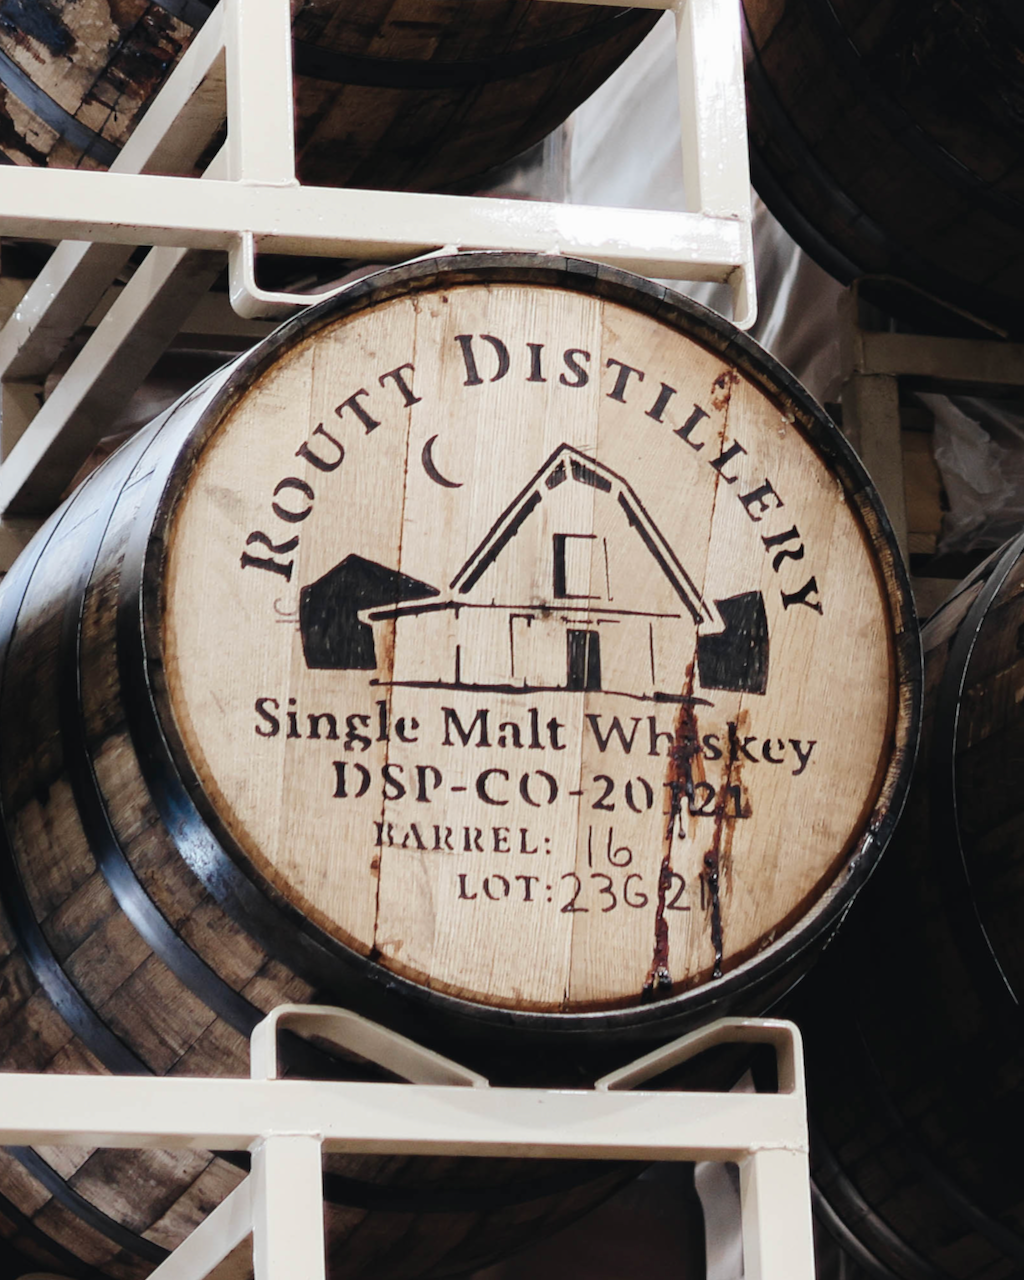 ROUTT DISTILLERY
Single Malt Whiskey
DSP-CO-20121
BARREL: 16
LOT: 23G21